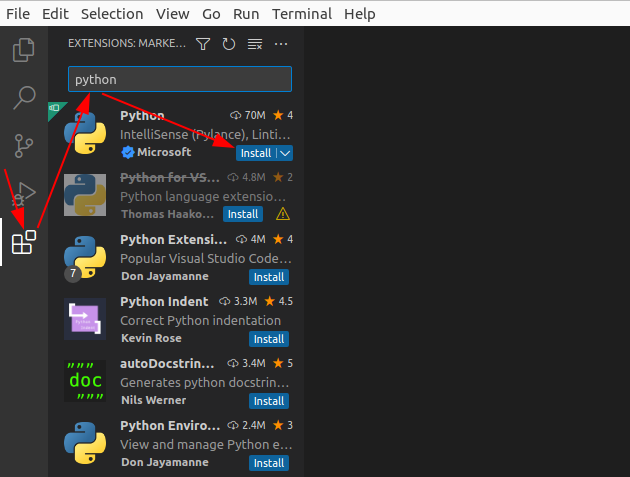 File Edit Selection View Go Run Terminal Help
EXTENSIONS: MARKE...
python
Python 70M 4
IntelliSense (Pylance), Linti...
Microsoft Install
Python for VS... 4.8M 2
Python language extensio...
Thomas Haako... Install
Python Extensi... 4M 4
Popular Visual Studio Code...
7 Don Jayamanne Install
Python Indent 3.3M 4.5
Correct Python indentation
Kevin Rose Install
autoDocstrin... 3.4M 5
"""
doc
"""
Generates python docstrin...
Nils Werner Install
Python Enviro... 2.4M 3
View and manage Python e...
Don Jayamanne Install